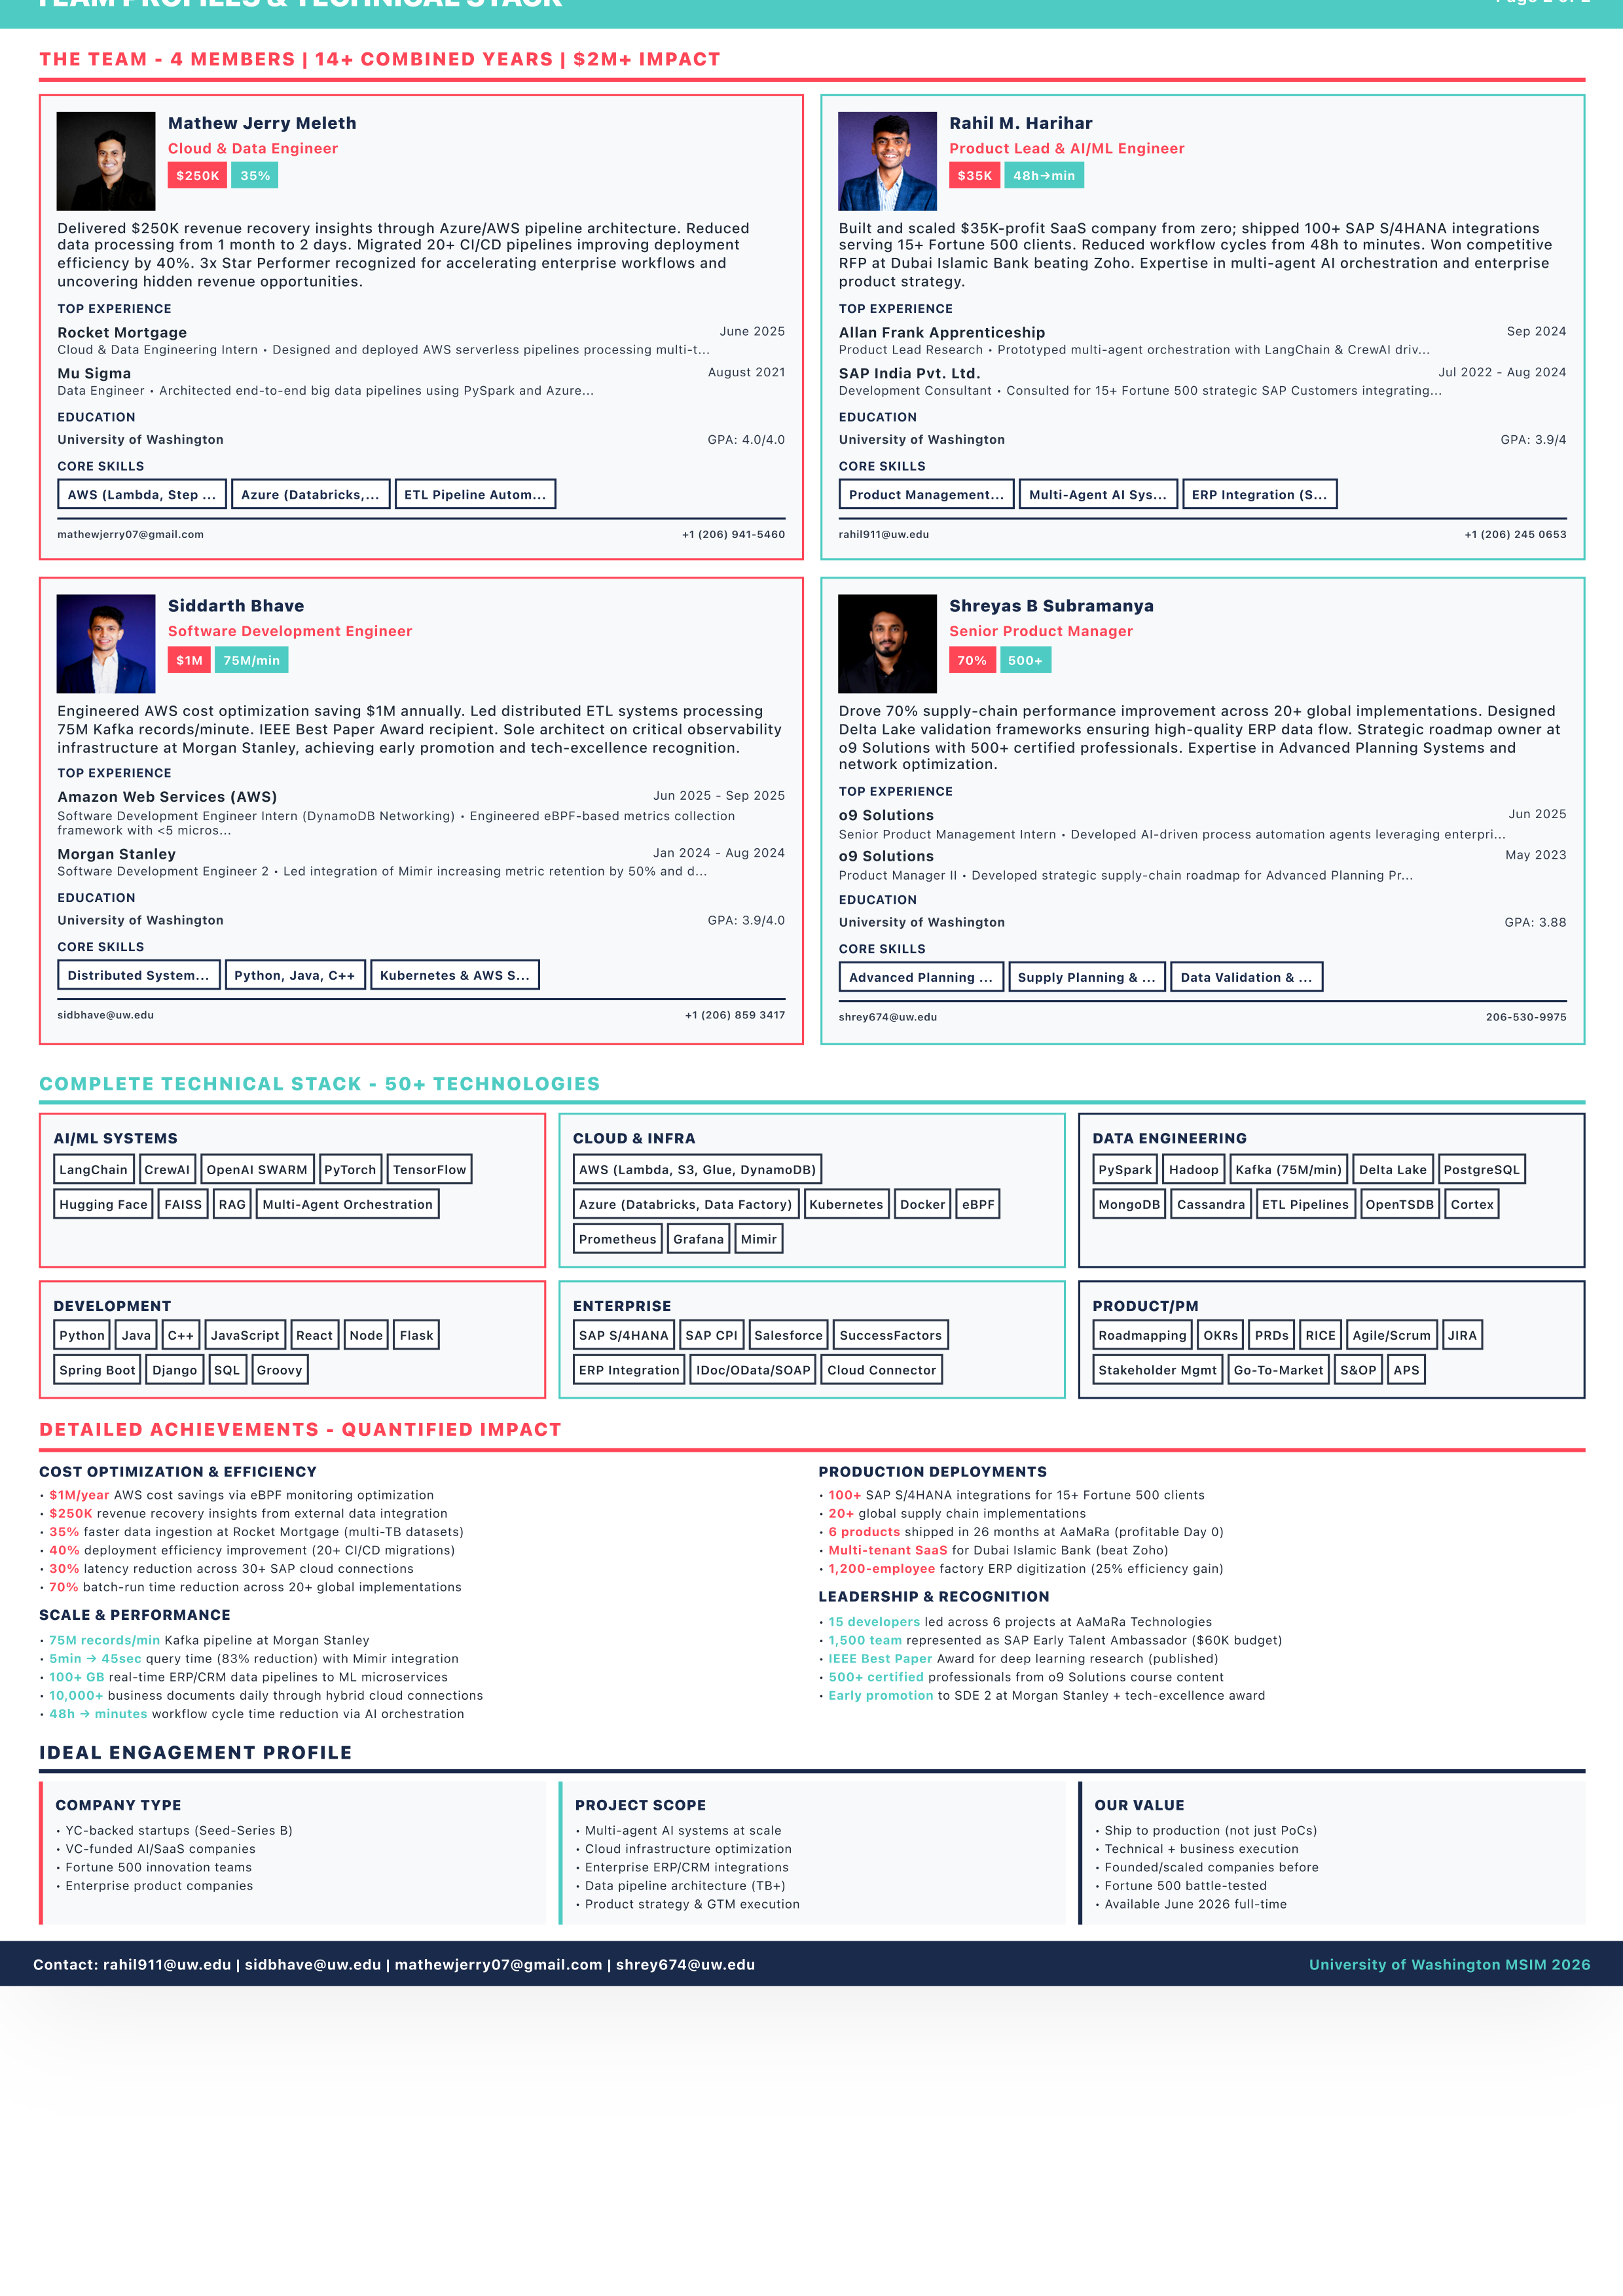 TEAM PROFILES & TECHNICAL STACK
Page 2 of 2
THE TEAM - 4 MEMBERS | 14+ COMBINED YEARS | $2M+ IMPACT
Mathew Jerry Meleth
Cloud & Data Engineer
$250K 35%
Delivered $250K revenue recovery insights through Azure/AWS pipeline architecture. Reduced
data processing from 1 month to 2 days. Migrated 20+ CI/CD pipelines improving deployment
efficiency by 40%. 3x Star Performer recognized for accelerating enterprise workflows and
uncovering hidden revenue opportunities.
TOP EXPERIENCE
Rocket Mortgage June 2025
Cloud & Data Engineering Intern • Designed and deployed AWS serverless pipelines processing multi-t...
Mu Sigma August 2021
Data Engineer • Architected end-to-end big data pipelines using PySpark and Azure...
EDUCATION
University of Washington GPA: 4.0/4.0
CORE SKILLS
AWS (Lambda, Step ... Azure (Databricks,... ETL Pipeline Autom...
mathewjerry07@gmail.com +1 (206) 941-5460
Rahil M. Harihar
Product Lead & AI/ML Engineer
$35K 48h→min
Built and scaled $35K-profit SaaS company from zero; shipped 100+ SAP S/4HANA integrations
serving 15+ Fortune 500 clients. Reduced workflow cycles from 48h to minutes. Won competitive
RFP at Dubai Islamic Bank beating Zoho. Expertise in multi-agent AI orchestration and enterprise
product strategy.
TOP EXPERIENCE
Allan Frank Apprenticeship Sep 2024
Product Lead Research • Prototyped multi-agent orchestration with LangChain & CrewAI driv...
SAP India Pvt. Ltd. Jul 2022 - Aug 2024
Development Consultant • Consulted for 15+ Fortune 500 strategic SAP Customers integrating...
EDUCATION
University of Washington GPA: 3.9/4
CORE SKILLS
Product Management... Multi-Agent AI Sys... ERP Integration (S...
rahil911@uw.edu +1 (206) 245 0653
Siddarth Bhave
Software Development Engineer
$1M 75M/min
Engineered AWS cost optimization saving $1M annually. Led distributed ETL systems processing
75M Kafka records/minute. IEEE Best Paper Award recipient. Sole architect on critical observability
infrastructure at Morgan Stanley, achieving early promotion and tech-excellence recognition.
TOP EXPERIENCE
Amazon Web Services (AWS) Jun 2025 - Sep 2025
Software Development Engineer Intern (DynamoDB Networking) • Engineered eBPF-based metrics collection
framework with <5 micros...
Morgan Stanley Jan 2024 - Aug 2024
Software Development Engineer 2 • Led integration of Mimir increasing metric retention by 50% and d...
EDUCATION
University of Washington GPA: 3.9/4.0
CORE SKILLS
Distributed System... Python, Java, C++ Kubernetes & AWS S...
sidbhave@uw.edu +1 (206) 859 3417
Shreyas B Subramanya
Senior Product Manager
70% 500+
Drove 70% supply-chain performance improvement across 20+ global implementations. Designed
Delta Lake validation frameworks ensuring high-quality ERP data flow. Strategic roadmap owner at
o9 Solutions with 500+ certified professionals. Expertise in Advanced Planning Systems and
network optimization.
TOP EXPERIENCE
o9 Solutions Jun 2025
Senior Product Management Intern • Developed AI-driven process automation agents leveraging enterpri...
o9 Solutions May 2023
Product Manager II • Developed strategic supply-chain roadmap for Advanced Planning Pr...
EDUCATION
University of Washington GPA: 3.88
CORE SKILLS
Advanced Planning ... Supply Planning & ... Data Validation & ...
shrey674@uw.edu 206-530-9975
COMPLETE TECHNICAL STACK - 50+ TECHNOLOGIES
AI/ML SYSTEMS
LangChain CrewAI OpenAI SWARM PyTorch TensorFlow
Hugging Face FAISS RAG Multi-Agent Orchestration
CLOUD & INFRA
AWS (Lambda, S3, Glue, DynamoDB)
Azure (Databricks, Data Factory) Kubernetes Docker eBPF
Prometheus Grafana Mimir
DATA ENGINEERING
PySpark Hadoop Kafka (75M/min) Delta Lake PostgreSQL
MongoDB Cassandra ETL Pipelines OpenTSDB Cortex
DEVELOPMENT
Python Java C++ JavaScript React Node Flask
Spring Boot Django SQL Groovy
ENTERPRISE
SAP S/4HANA SAP CPI Salesforce SuccessFactors
ERP Integration IDoc/OData/SOAP Cloud Connector
PRODUCT/PM
Roadmapping OKRs PRDs RICE Agile/Scrum JIRA
Stakeholder Mgmt Go-To-Market S&OP APS
DETAILED ACHIEVEMENTS - QUANTIFIED IMPACT
COST OPTIMIZATION & EFFICIENCY
• $1M/year AWS cost savings via eBPF monitoring optimization
• $250K revenue recovery insights from external data integration
• 35% faster data ingestion at Rocket Mortgage (multi-TB datasets)
• 40% deployment efficiency improvement (20+ CI/CD migrations)
• 30% latency reduction across 30+ SAP cloud connections
• 70% batch-run time reduction across 20+ global implementations
SCALE & PERFORMANCE
• 75M records/min Kafka pipeline at Morgan Stanley
• 5min → 45sec query time (83% reduction) with Mimir integration
• 100+ GB real-time ERP/CRM data pipelines to ML microservices
• 10,000+ business documents daily through hybrid cloud connections
• 48h → minutes workflow cycle time reduction via AI orchestration
PRODUCTION DEPLOYMENTS
• 100+ SAP S/4HANA integrations for 15+ Fortune 500 clients
• 20+ global supply chain implementations
• 6 products shipped in 26 months at AaMaRa (profitable Day 0)
• Multi-tenant SaaS for Dubai Islamic Bank (beat Zoho)
• 1,200-employee factory ERP digitization (25% efficiency gain)
LEADERSHIP & RECOGNITION
• 15 developers led across 6 projects at AaMaRa Technologies
• 1,500 team represented as SAP Early Talent Ambassador ($60K budget)
• IEEE Best Paper Award for deep learning research (published)
• 500+ certified professionals from o9 Solutions course content
• Early promotion to SDE 2 at Morgan Stanley + tech-excellence award
IDEAL ENGAGEMENT PROFILE
COMPANY TYPE
• YC-backed startups (Seed-Series B)
• VC-funded AI/SaaS companies
• Fortune 500 innovation teams
• Enterprise product companies
PROJECT SCOPE
• Multi-agent AI systems at scale
• Cloud infrastructure optimization
• Enterprise ERP/CRM integrations
• Data pipeline architecture (TB+)
• Product strategy & GTM execution
OUR VALUE
• Ship to production (not just PoCs)
• Technical + business execution
• Founded/scaled companies before
• Fortune 500 battle-tested
• Available June 2026 full-time
Contact: rahil911@uw.edu | sidbhave@uw.edu | mathewjerry07@gmail.com | shrey674@uw.edu
University of Washington MSIM 2026